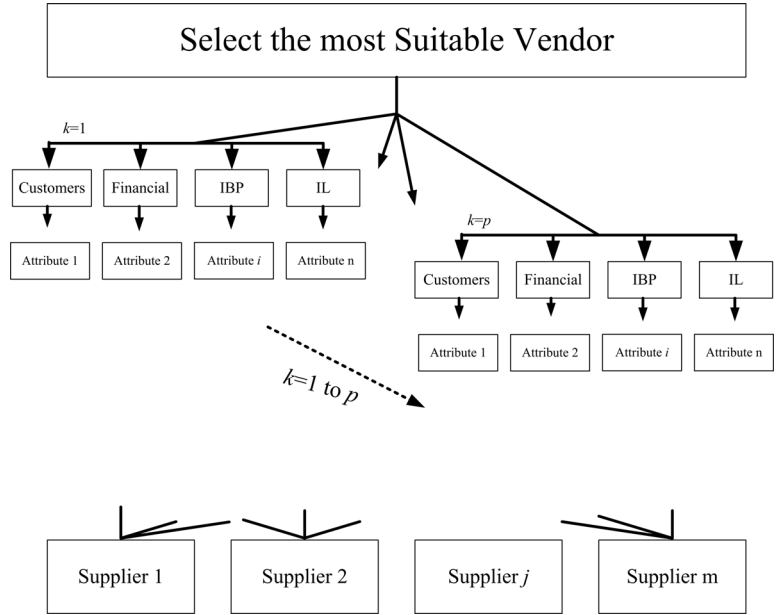 Select the most Suitable Vendor
k=1
Customers
Financial
IBP
IL
Attribute 1
Attribute 2
Attribute i
Attribute n
k=p
Customers
Financial
IBP
IL
Attribute 1
Attribute 2
Attribute i
Attribute n
k=1 to p
Supplier 1
Supplier 2
Supplier j
Supplier m